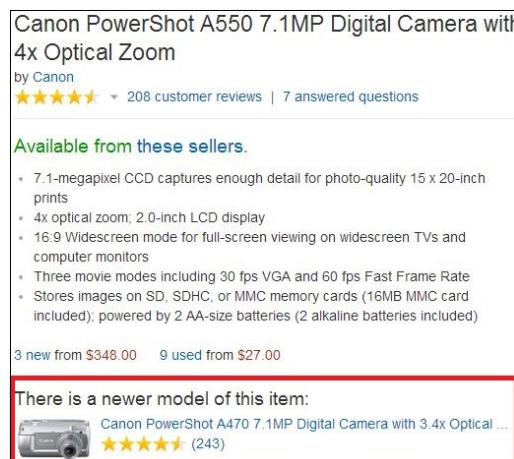 Canon PowerShot A550 7.1MP Digital Camera with
4x Optical Zoom
by Canon
208 customer reviews | 7 answered questions
Available from these sellers.
7.1-megapixel CCD captures enough detail for photo-quality 15 x 20-inch
prints
4x optical zoom; 2.0-inch LCD display
16:9 Widescreen mode for full-screen viewing on widescreen TVs and
computer monitors
Three movie modes including 30 fps VGA and 60 fps Fast Frame Rate
Stores images on SD, SDHC, or MMC memory cards (16MB MMC card
included); powered by 2 AA-size batteries (2 alkaline batteries included)
3 new from $348.00 9 used from $27.00
There is a newer model of this item:
Canon PowerShot A470 7.1MP Digital Camera with 3.4x Optical ...
(243)